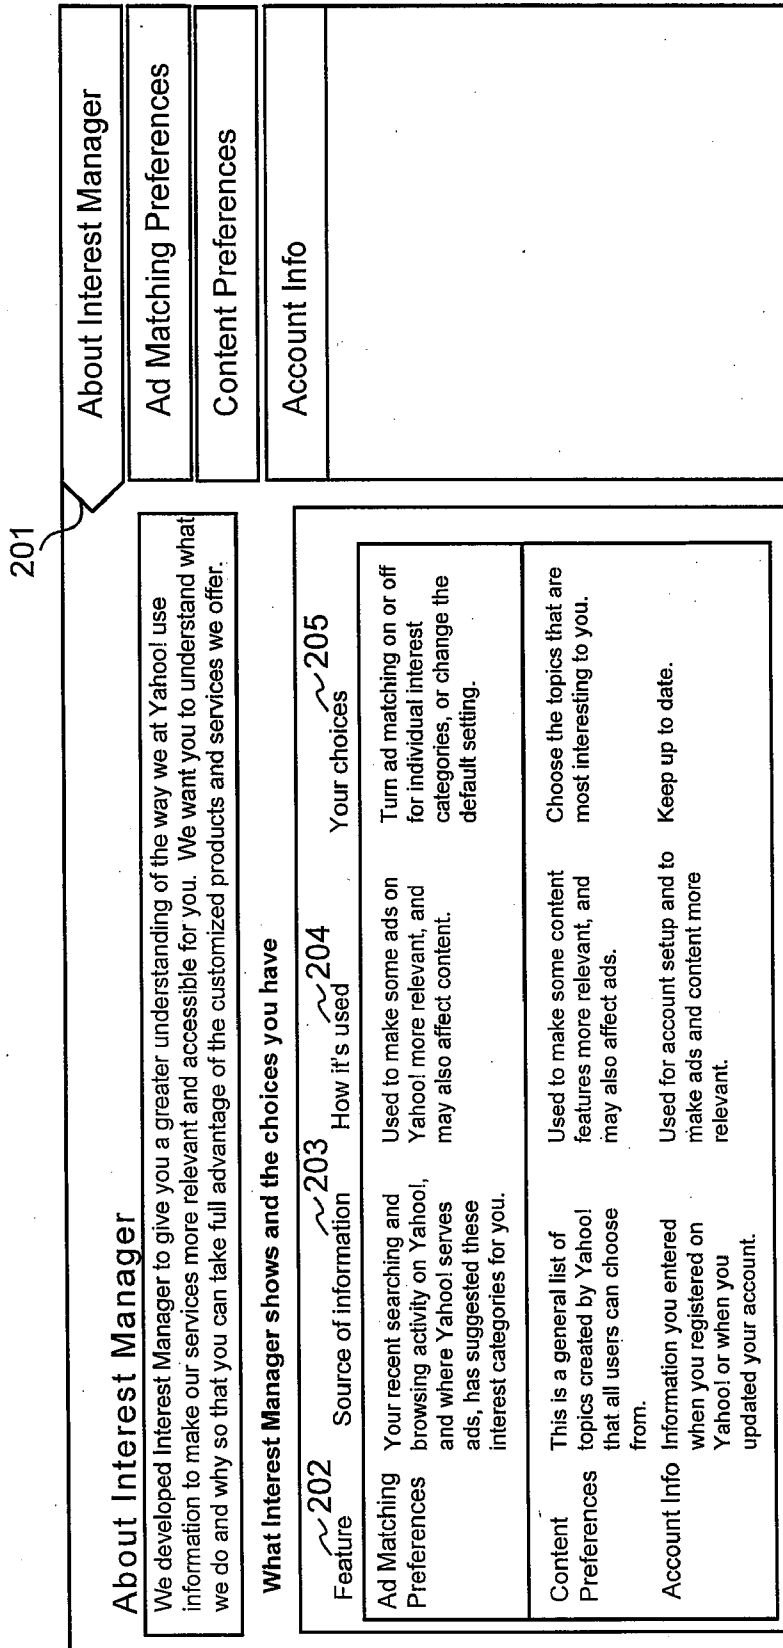 201
About Interest Manager
We developed Interest Manager to give you a greater understanding of the way we at Yahoo! use
information to make our services more relevant and accessible for you. We want you to understand what
we do and why so that you can take full advantage of the customized products and services we offer.
What Interest Manager shows and the choices you have
202
203
204
205
Feature
Source of information
How it's used
Your choices
Ad Matching
Preferences
Your recent searching and
browsing activity on Yahoo!,
and where Yahoo! serves
ads, has suggested these
interest categories for you.
Used to make some ads on
Yahoo! more relevant, and
may also affect content.
Turn ad matching on or off
for individual interest
categories, or change the
default setting.
Content
Preferences
This is a general list of
topics created by Yahoo!
that all users can choose
from.
Used to make some content
features more relevant, and
may also affect ads.
Choose the topics that are
most interesting to you.
Account Info
Information you entered
when you registered on
Yahoo! or when you
updated your account.
Used for account setup and to
make ads and content more
relevant.
Keep up to date.
About Interest Manager
Ad Matching Preferences
Content Preferences
Account Info